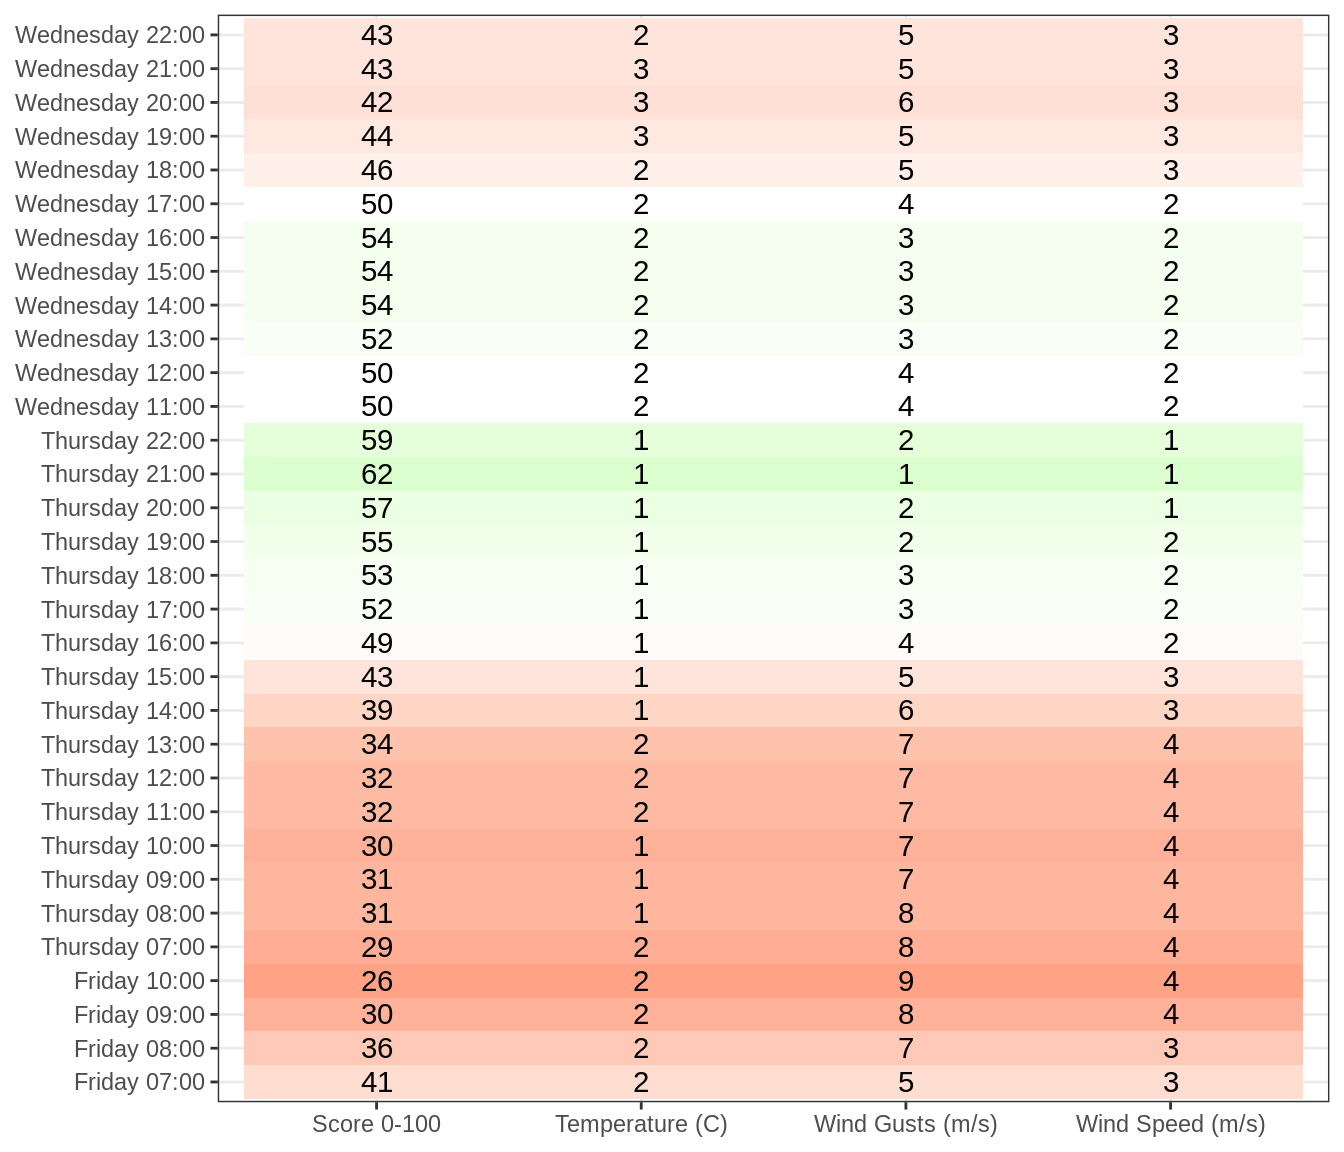 Wednesday 22:00 43 2 5 3
Wednesday 21:00 43 3 5 3
Wednesday 20:00 42 3 6 3
Wednesday 19:00 44 3 5 3
Wednesday 18:00 46 2 5 3
Wednesday 17:00 50 2 4 2
Wednesday 16:00 54 2 3 2
Wednesday 15:00 54 2 3 2
Wednesday 14:00 54 2 3 2
Wednesday 13:00 52 2 3 2
Wednesday 12:00 50 2 4 2
Wednesday 11:00 50 2 4 2
Thursday 22:00 59 1 2 1
Thursday 21:00 62 1 1 1
Thursday 20:00 57 1 2 1
Thursday 19:00 55 1 2 2
Thursday 18:00 53 1 3 2
Thursday 17:00 52 1 3 2
Thursday 16:00 49 1 4 2
Thursday 15:00 43 1 5 3
Thursday 14:00 39 1 6 3
Thursday 13:00 34 2 7 4
Thursday 12:00 32 2 7 4
Thursday 11:00 32 2 7 4
Thursday 10:00 30 1 7 4
Thursday 09:00 31 1 7 4
Thursday 08:00 31 1 8 4
Thursday 07:00 29 2 8 4
Friday 10:00 26 2 9 4
Friday 09:00 30 2 8 4
Friday 08:00 36 2 7 3
Friday 07:00 41 2 5 3
Score 0-100 Temperature (C) Wind Gusts (m/s) Wind Speed (m/s)